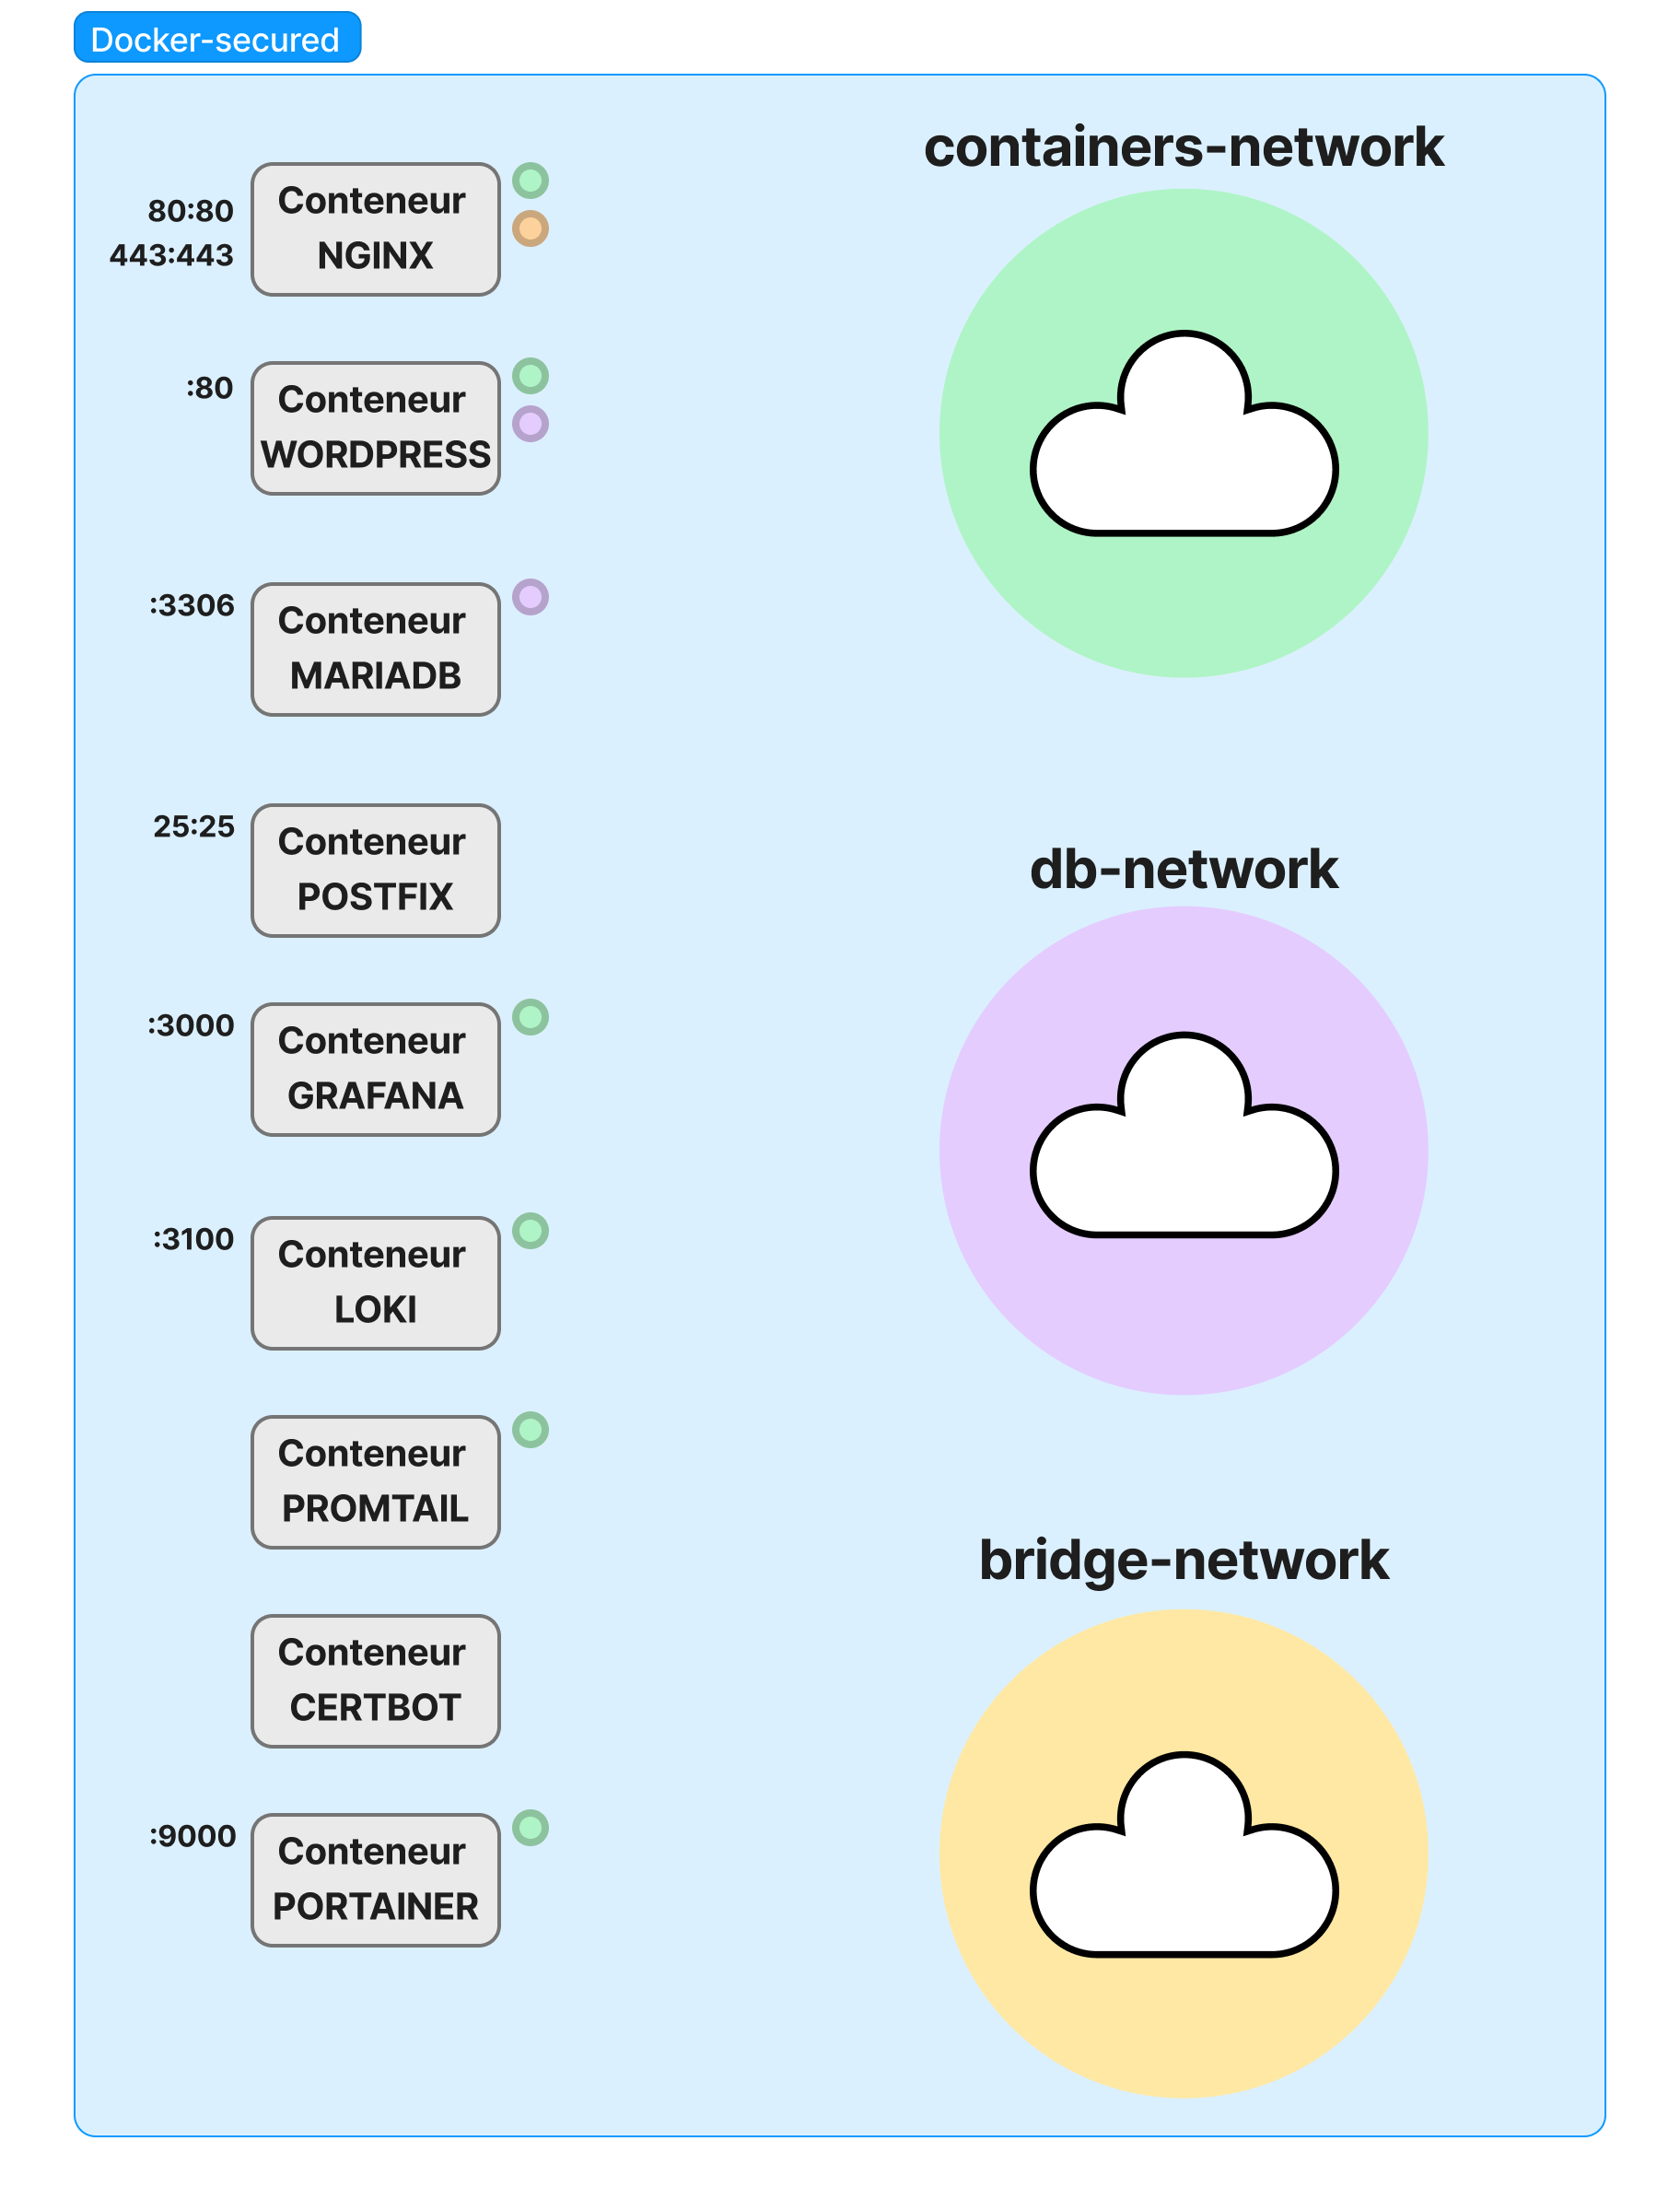 Docker-secured
containers-network
80:80
443:443
Conteneur
NGINX
:80
Conteneur
WORDPRESS
:3306
Conteneur
MARIADB
25:25
Conteneur
POSTFIX
db-network
:3000
Conteneur
GRAFANA
:3100
Conteneur
LOKI
Conteneur
PROMTAIL
bridge-network
Conteneur
CERTBOT
:9000
Conteneur
PORTAINER